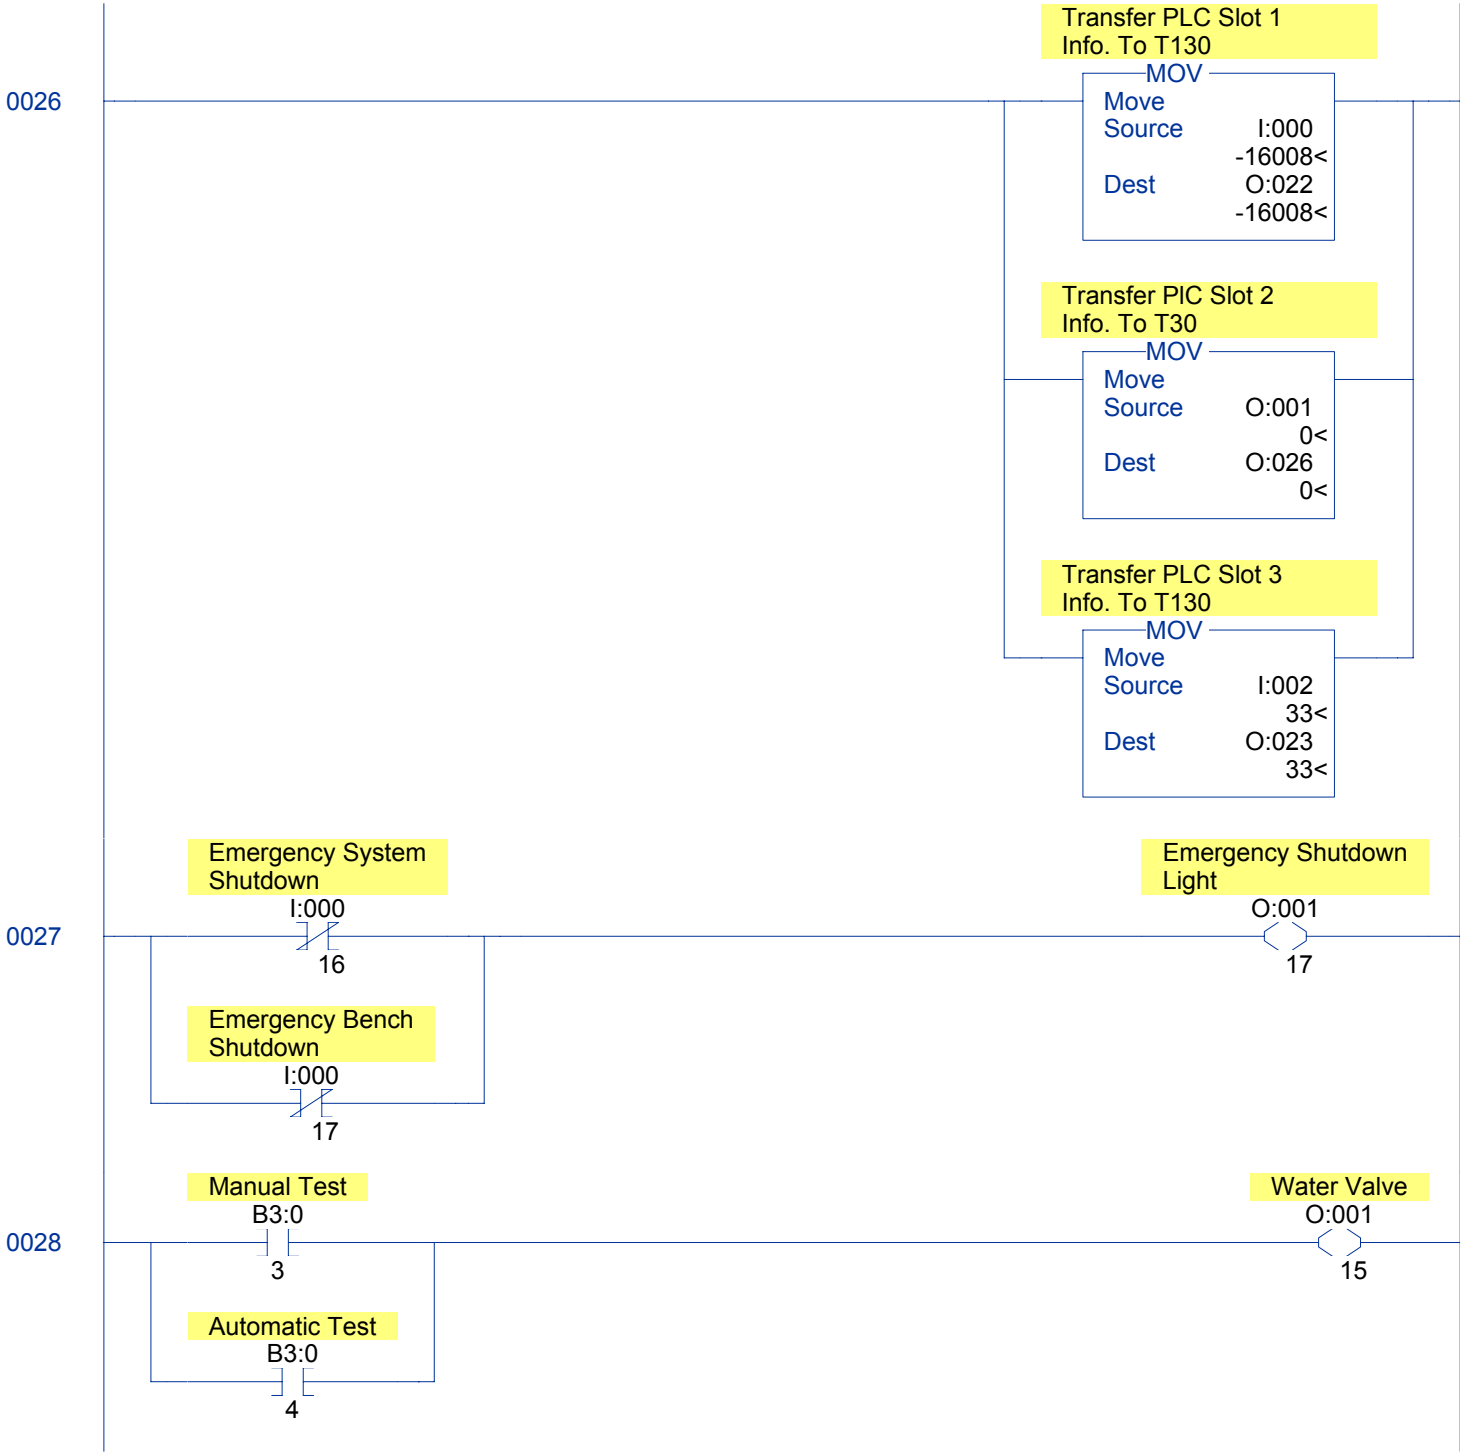 Transfer PLC Slot 1
Info. To T130
MOV
0026
Move
Source I:000
-16008<
Dest O:022
-16008<
Transfer PlC Slot 2
Info. To T30
MOV
Move
Source O:001
0<
Dest O:026
0<
Transfer PLC Slot 3
Info. To T130
MOV
Move
Source I:002
33<
Dest O:023
33<
Emergency System
Shutdown
I:000
Emergency Shutdown
Light
O:001
0027
16
17
Emergency Bench
Shutdown
I:000
17
Manual Test
B3:0
Water Valve
O:001
0028
3
15
Automatic Test
B3:0
4